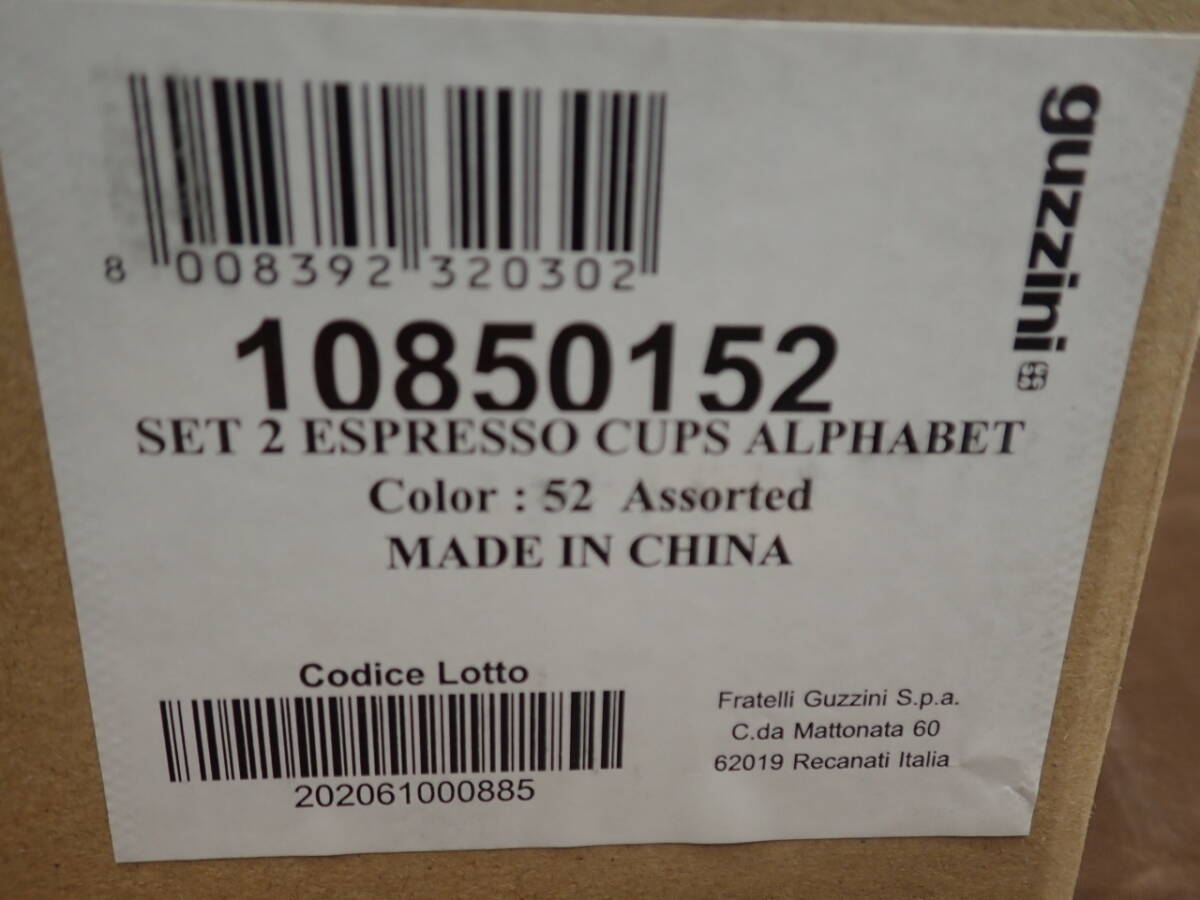 8 008392 320302
guzzini
10850152
SET 2 ESPRESSO CUPS ALPHABET
Color : 52 Assorted
MADE IN CHINA
Codice Lotto
202061000885
Fratelli Guzzini S.p.a.
C.da Mattonata 60
62019 Recanati Italia